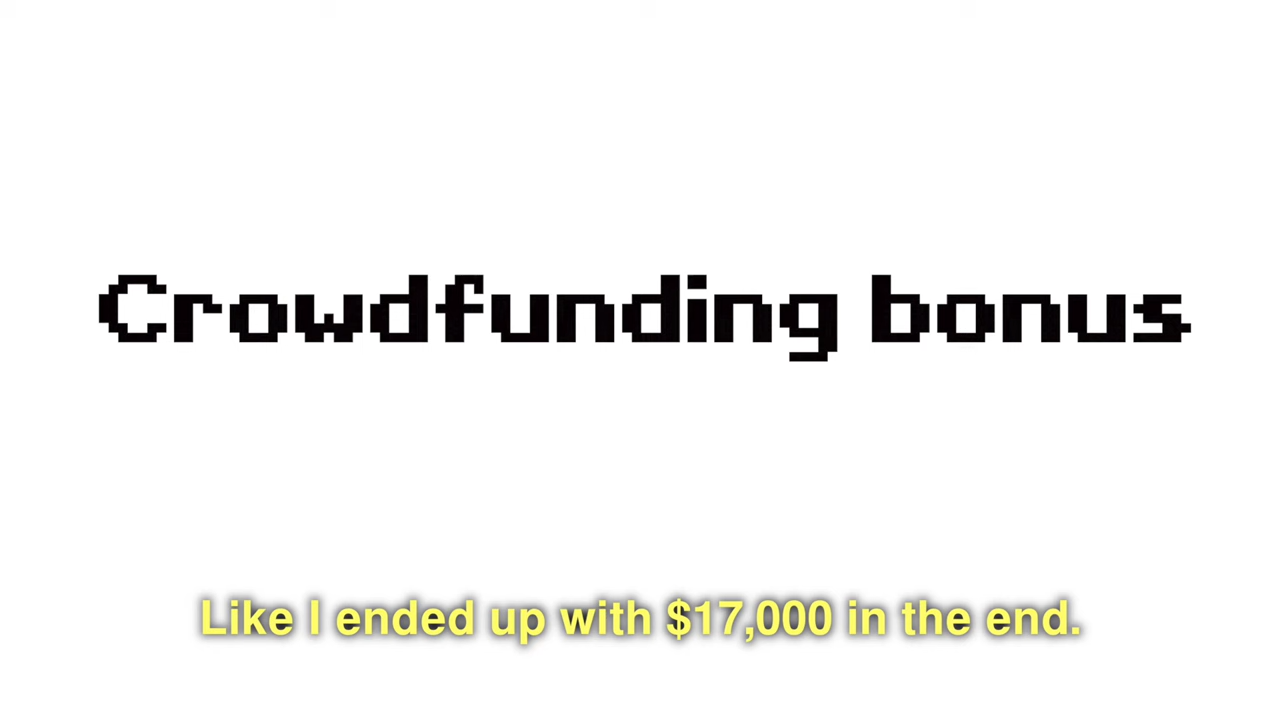 Crowdfunding bonus
Like I ended up with $17,000 in the end.